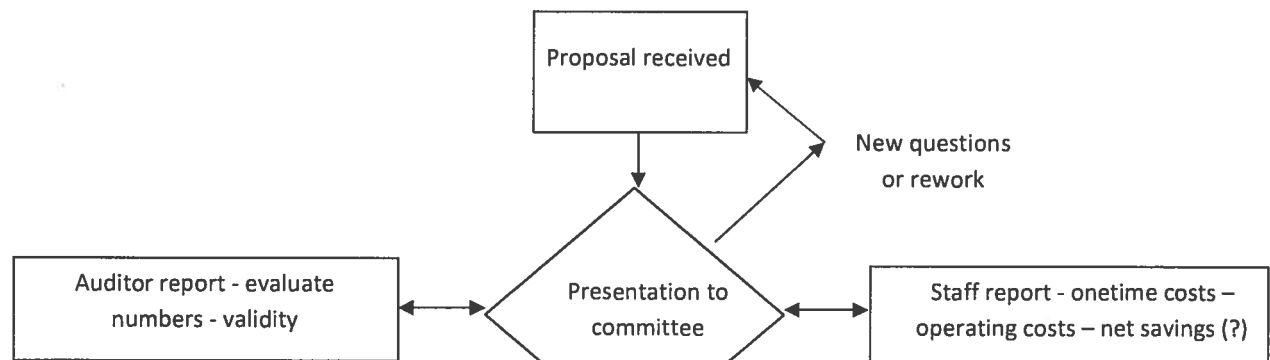 Proposal received
New questions
or rework
Auditor report - evaluate
numbers - validity
Presentation to
committee
Staff report - onetime costs –
operating costs – net savings (?)